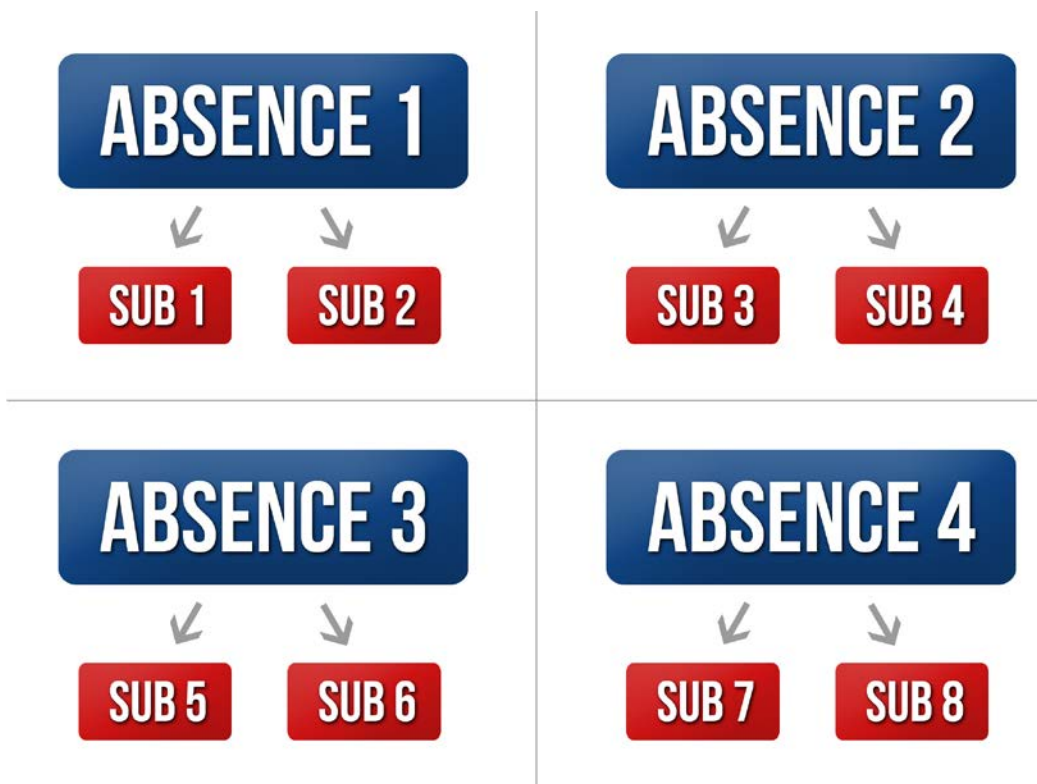 ABSENCE 1
SUB 1
SUB 2
ABSENCE 2
SUB 3
SUB 4
ABSENCE 3
SUB 5
SUB 6
ABSENCE 4
SUB 7
SUB 8